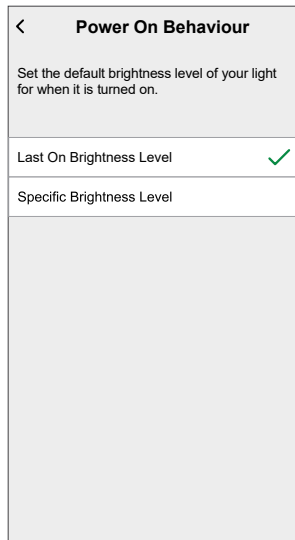 Power On Behaviour
Set the default brightness level of your light
for when it is turned on.
Last On Brightness Level
Specific Brightness Level